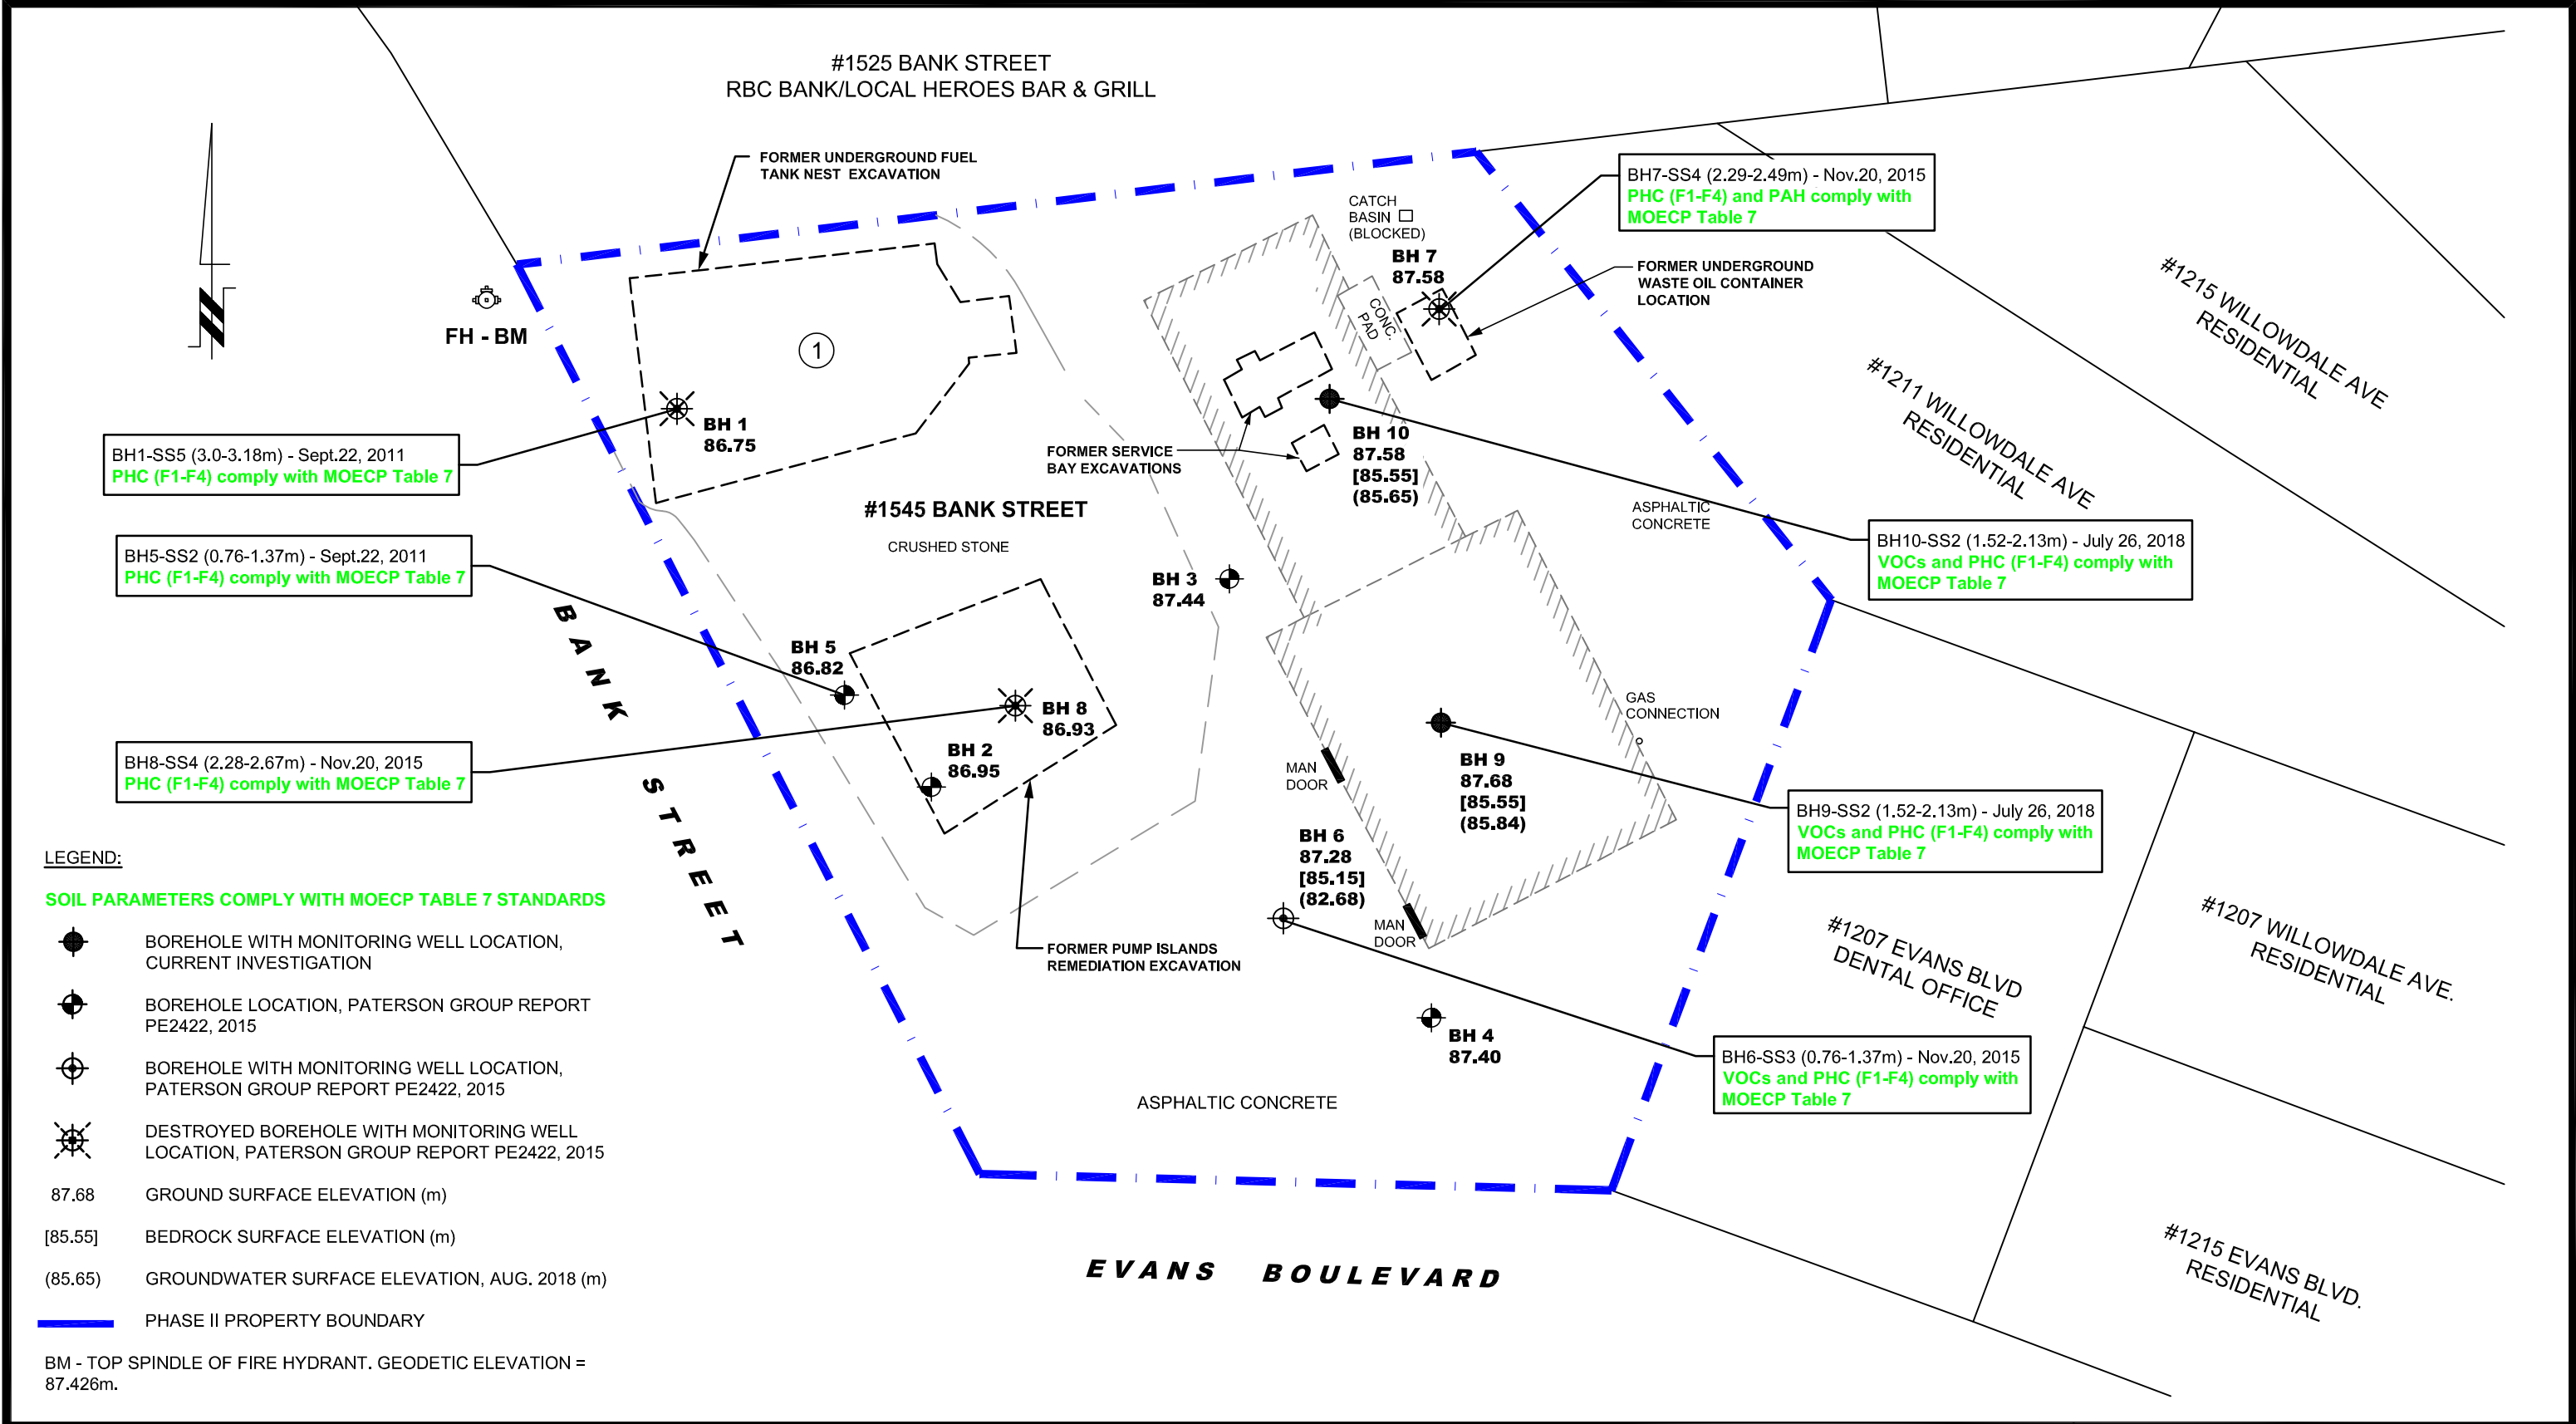 #1525 BANK STREET
RBC BANK/LOCAL HEROES BAR & GRILL
FORMER UNDERGROUND FUEL
TANK NEST EXCAVATION
CATCH
BASIN
(BLOCKED)
BH7-SS4 (2.29-2.49m) - Nov.20, 2015
PHC (F1-F4) and PAH comply with
MOECP Table 7
BH 7
87.58
FORMER UNDERGROUND
WASTE OIL CONTAINER
LOCATION
CONC.
PAD
#1215 WILLOWDALE AVE
RESIDENTIAL
#1211 WILLOWDALE AVE
RESIDENTIAL
FH - BM
1
BH 1
86.75
BH1-SS5 (3.0-3.18m) - Sept.22, 2011
PHC (F1-F4) comply with MOECP Table 7
FORMER SERVICE
BAY EXCAVATIONS
BH 10
87.58
[85.55]
(85.65)
#1545 BANK STREET
CRUSHED STONE
ASPHALTIC
CONCRETE
BH10-SS2 (1.52-2.13m) - July 26, 2018
VOCs and PHC (F1-F4) comply with
MOECP Table 7
BH5-SS2 (0.76-1.37m) - Sept.22, 2011
PHC (F1-F4) comply with MOECP Table 7
BH 3
87.44
BANK STREET
BH 5
86.82
BH 8
86.93
BH 2
86.95
BH8-SS4 (2.28-2.67m) - Nov.20, 2015
PHC (F1-F4) comply with MOECP Table 7
GAS
CONNECTION
MAN
DOOR
BH 9
87.68
[85.55]
(85.84)
BH9-SS2 (1.52-2.13m) - July 26, 2018
VOCs and PHC (F1-F4) comply with
MOECP Table 7
BH 6
87.28
[85.15]
(82.68)
MAN
DOOR
FORMER PUMP ISLANDS
REMEDIATION EXCAVATION
#1207 EVANS BLVD
DENTAL OFFICE
#1207 WILLOWDALE AVE.
RESIDENTIAL
BH 4
87.40
BH6-SS3 (0.76-1.37m) - Nov.20, 2015
VOCs and PHC (F1-F4) comply with
MOECP Table 7
ASPHALTIC CONCRETE
EVANS BOULEVARD
#1215 EVANS BLVD.
RESIDENTIAL
LEGEND:
SOIL PARAMETERS COMPLY WITH MOECP TABLE 7 STANDARDS
BOREHOLE WITH MONITORING WELL LOCATION,
CURRENT INVESTIGATION
BOREHOLE LOCATION, PATERSON GROUP REPORT
PE2422, 2015
BOREHOLE WITH MONITORING WELL LOCATION,
PATERSON GROUP REPORT PE2422, 2015
DESTROYED BOREHOLE WITH MONITORING WELL
LOCATION, PATERSON GROUP REPORT PE2422, 2015
87.68 GROUND SURFACE ELEVATION (m)
[85.55] BEDROCK SURFACE ELEVATION (m)
(85.65) GROUNDWATER SURFACE ELEVATION, AUG. 2018 (m)
PHASE II PROPERTY BOUNDARY
BM - TOP SPINDLE OF FIRE HYDRANT. GEODETIC ELEVATION =
87.426m.